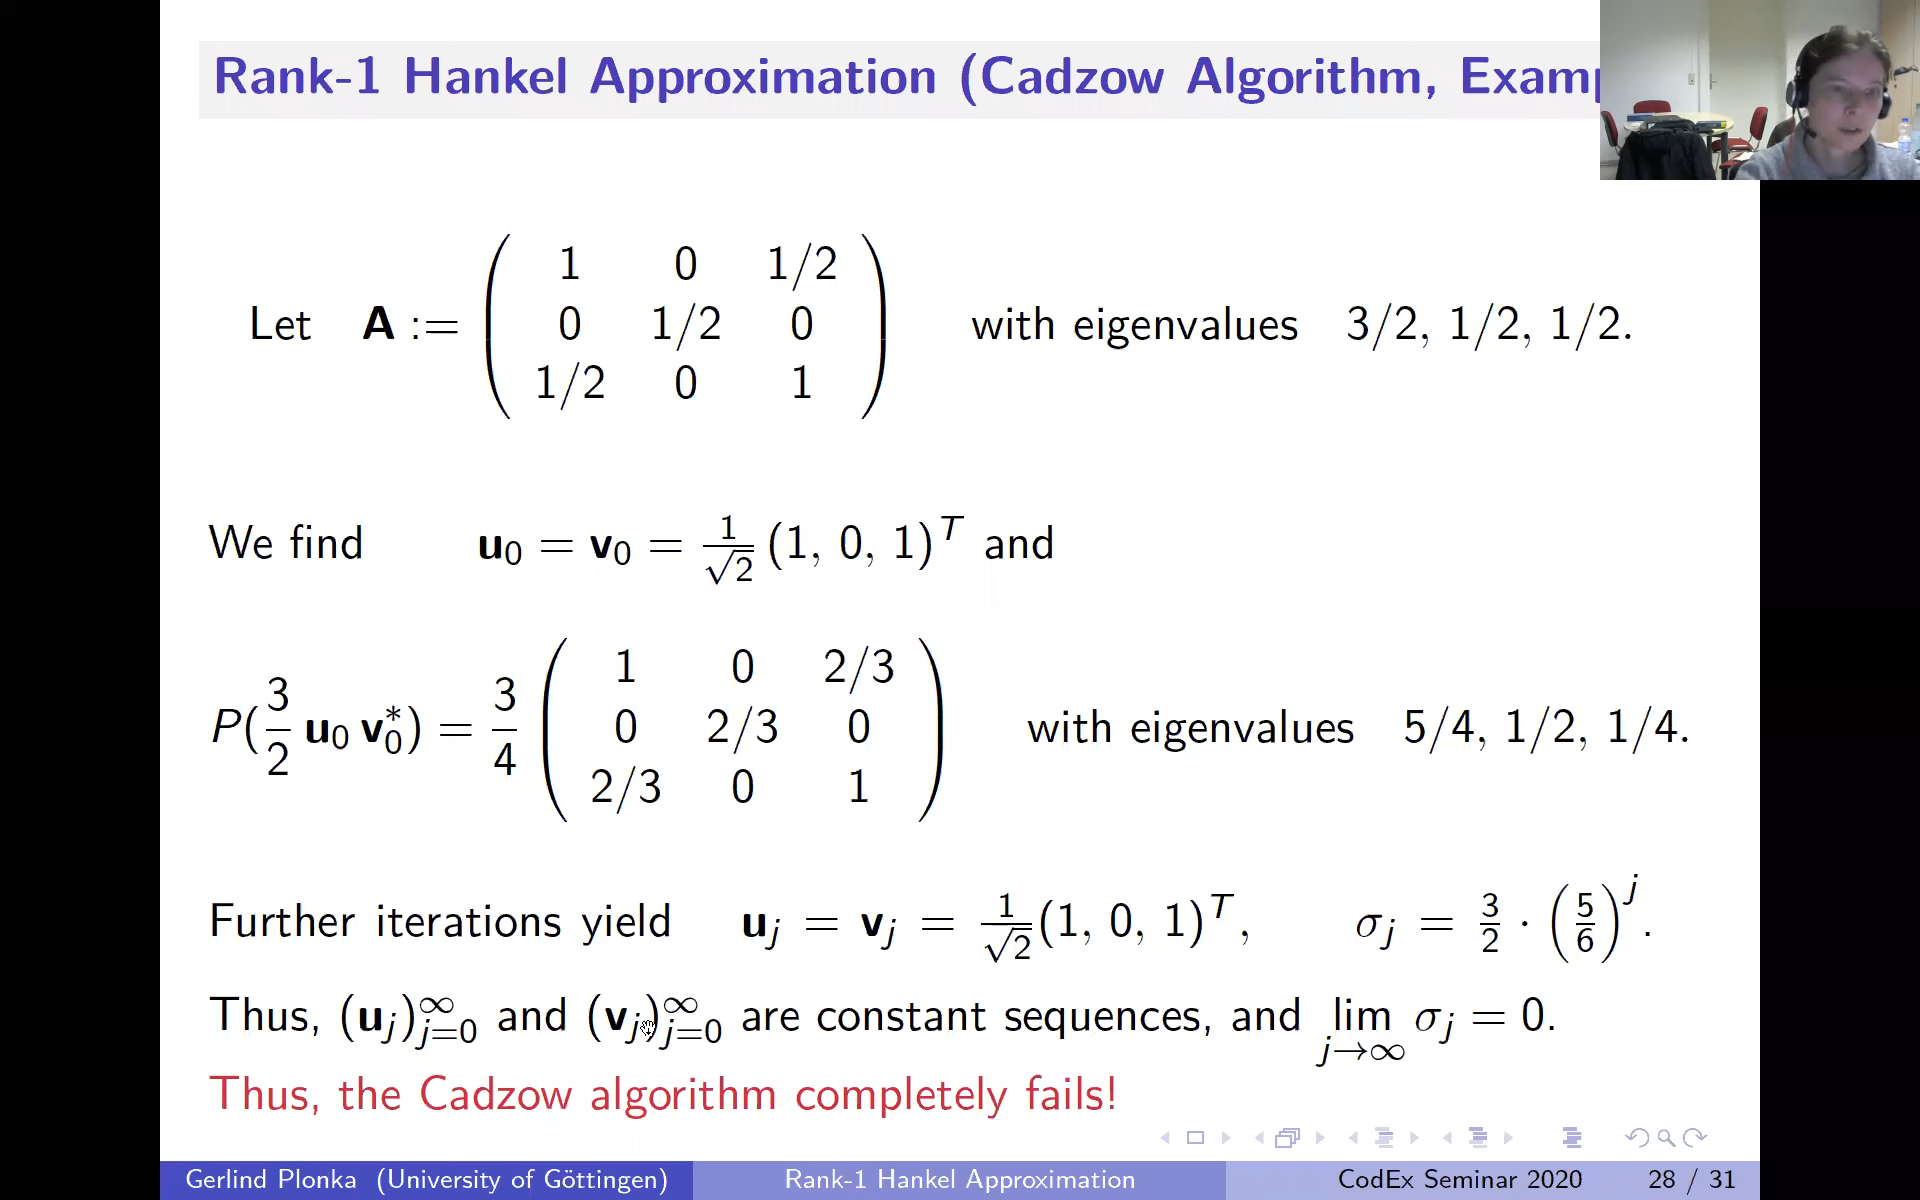 Rank-1 Hankel Approximation (Cadzow Algorithm, Exam
Let A := ( 1 0 1/2 ; 0 1/2 0 ; 1/2 0 1 ) with eigenvalues 3/2, 1/2, 1/2.
We find u₀ = v₀ = 1/√2 (1, 0, 1)ᵀ and
P(3/2 u₀ v₀*) = 3/4 ( 1 0 2/3 ; 0 2/3 0 ; 2/3 0 1 ) with eigenvalues 5/4, 1/2, 1/4.
Further iterations yield uⱼ = vⱼ = 1/√2 (1, 0, 1)ᵀ, σⱼ = 3/2 · (5/6)ʲ.
Thus, (uⱼ)∞ⱼ₌₀ and (vⱼ)∞ⱼ₌₀ are constant sequences, and lim j→∞ σⱼ = 0.
Thus, the Cadzow algorithm completely fails!
Gerlind Plonka (University of Göttingen) Rank-1 Hankel Approximation CodEx Seminar 2020 28 / 31